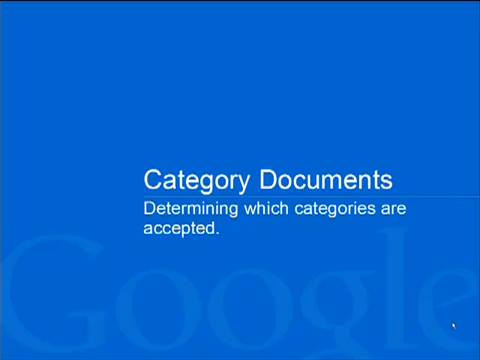 Category Documents
Determining which categories are
accepted.
Google